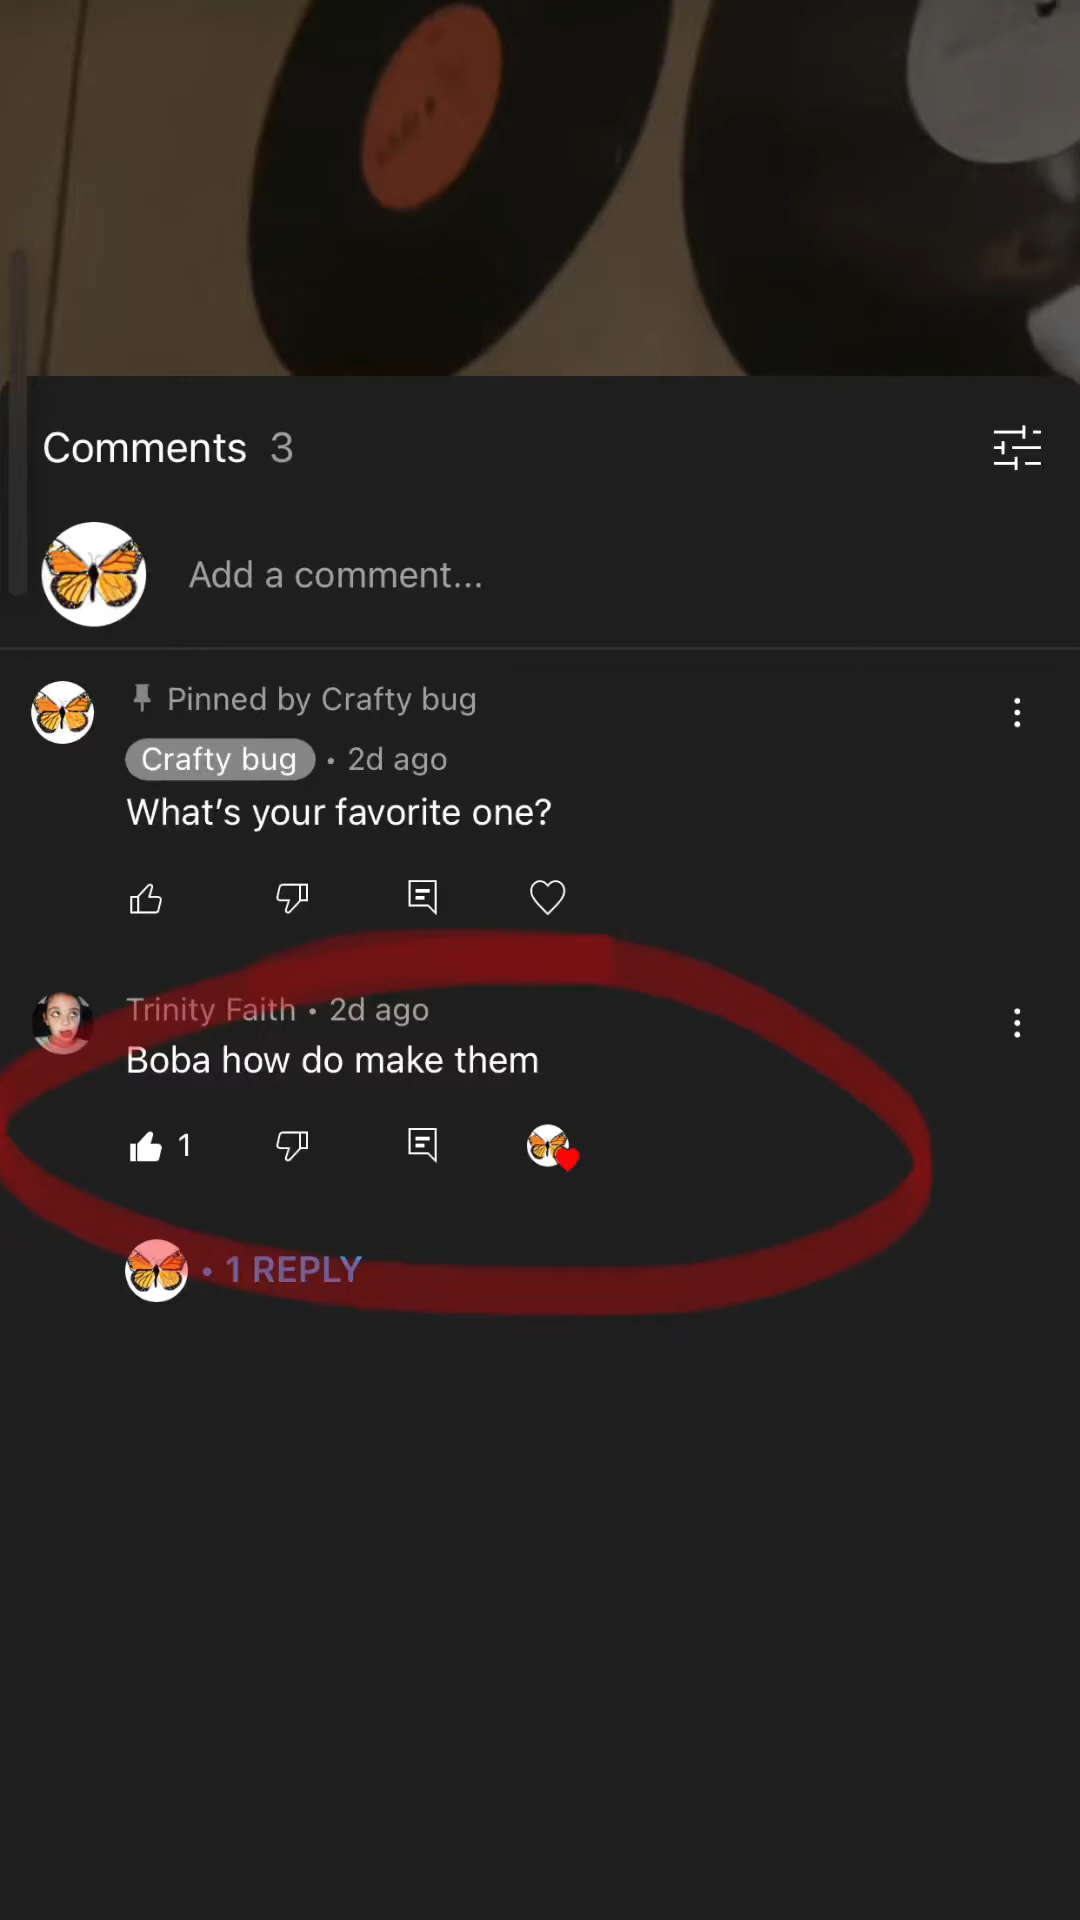 Comments 3
Add a comment...
Pinned by Crafty bug
Crafty bug • 2d ago
What's your favorite one?
Trinity Faith • 2d ago
Boba how do make them
1
• 1 REPLY